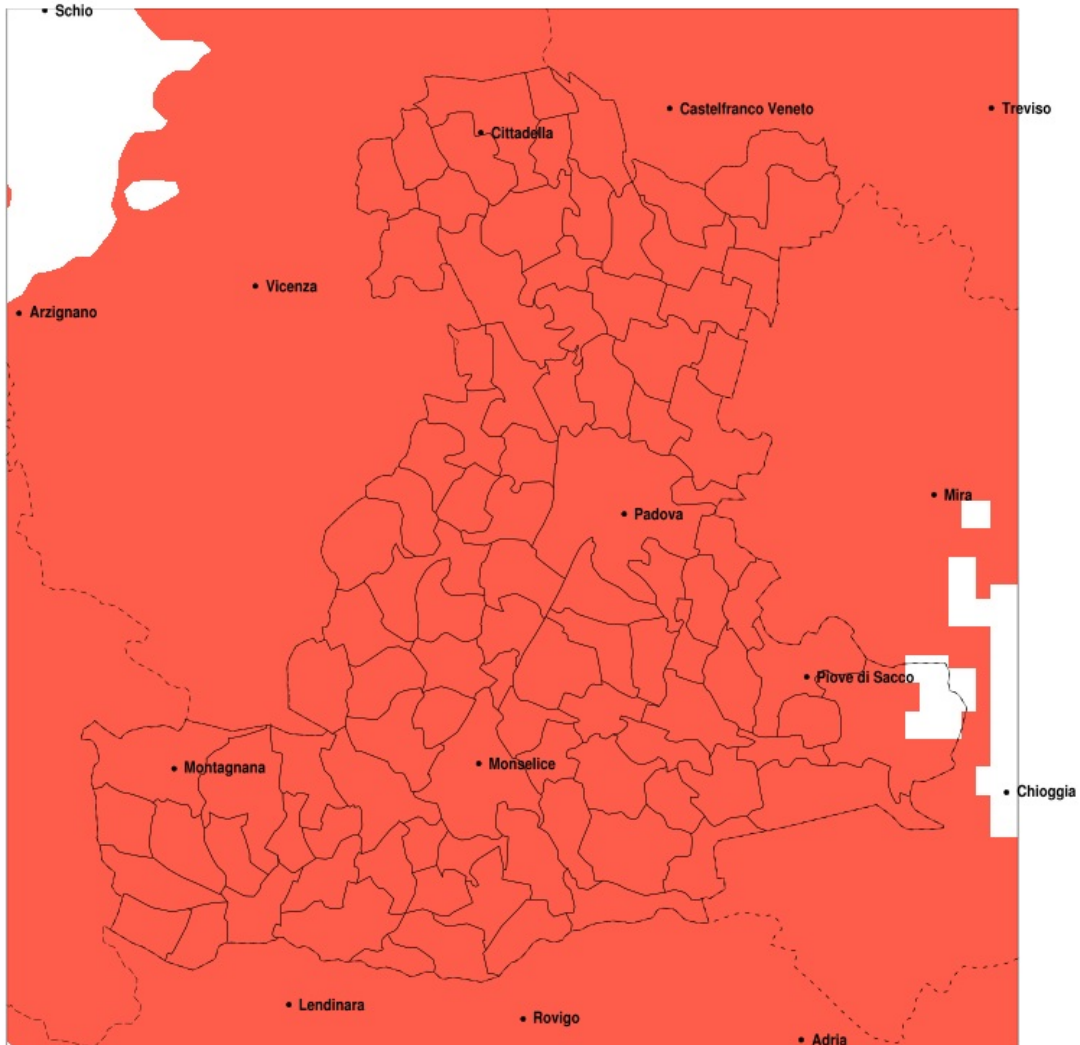 Schio
Castelfranco Veneto
Treviso
Cittadella
Vicenza
Arzignano
Mira
Padova
Piove di Sacco
Montagnana
Monselice
Chioggia
Lendinara
Rovigo
Adria